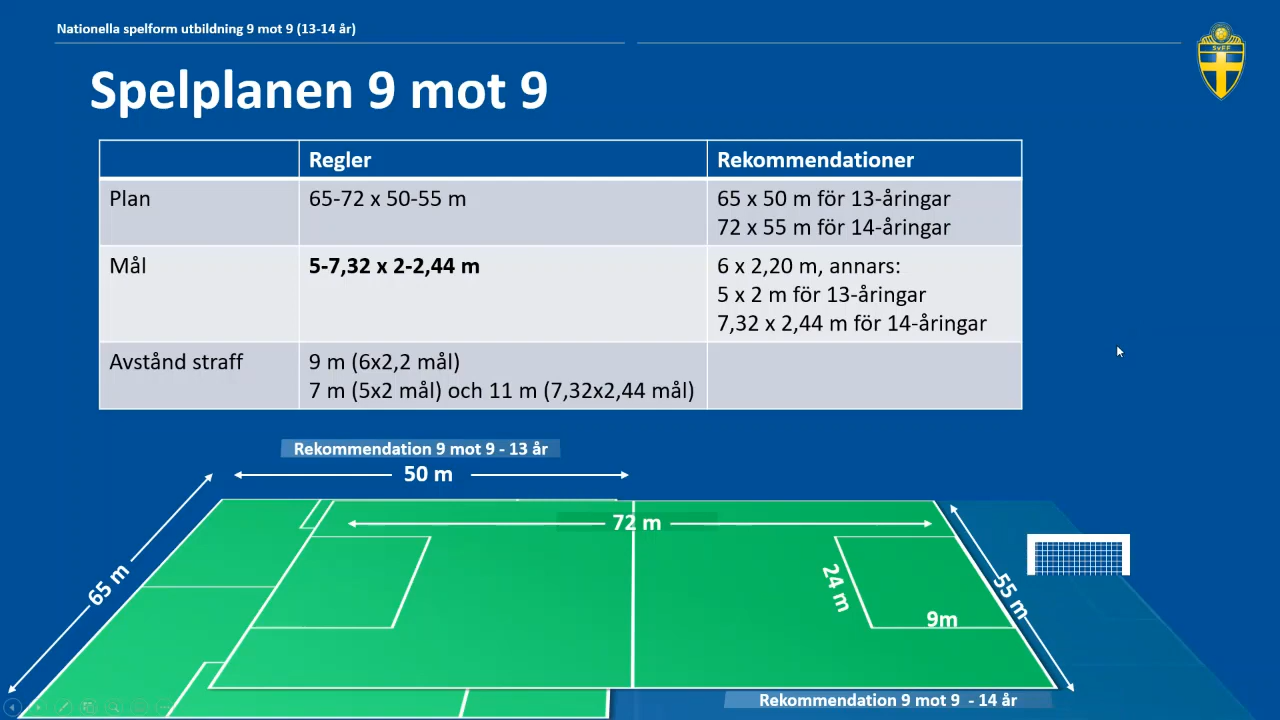 Nationella spelform utbildning 9 mot 9 (13-14 år)
SvFF
Spelplanen 9 mot 9
Regler
Rekommendationer
Plan
65-72 x 50-55 m
65 x 50 m för 13-åringar
72 x 55 m för 14-åringar
Mål
5-7,32 x 2-2,44 m
6 x 2,20 m, annars:
5 x 2 m för 13-åringar
7,32 x 2,44 m för 14-åringar
Avstånd straff
9 m (6x2,2 mål)
7 m (5x2 mål) och 11 m (7,32x2,44 mål)
Rekommendation 9 mot 9 - 13 år
50 m
72 m
65 m
24 m
55 m
9m
Rekommendation 9 mot 9 - 14 år